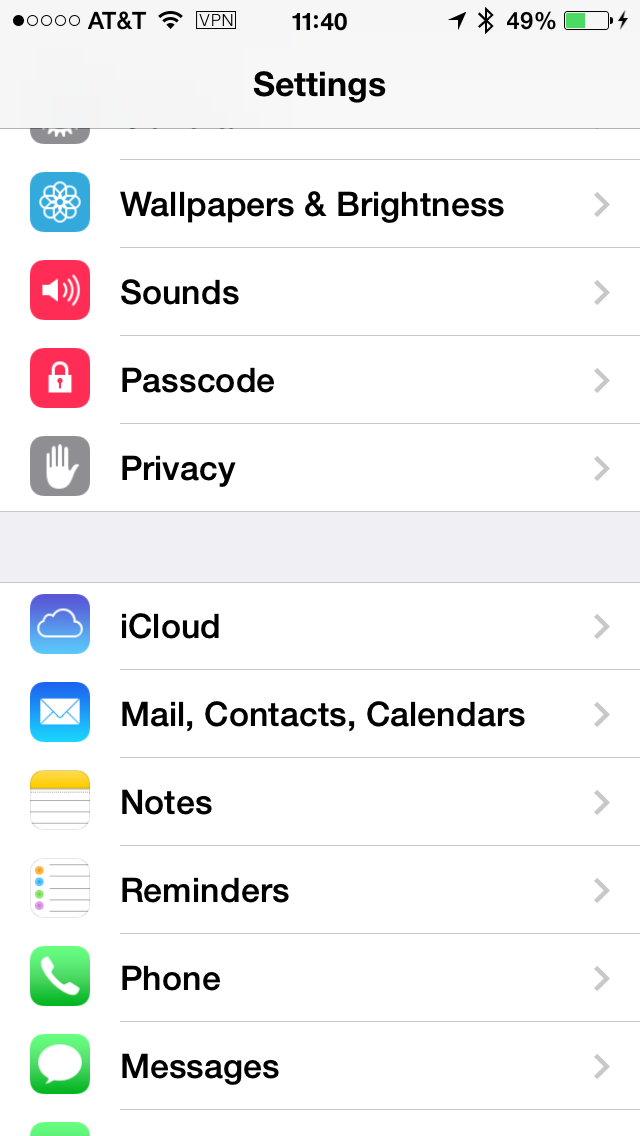 AT&T VPN 11:40 49%
Settings
Wallpapers & Brightness
Sounds
Passcode
Privacy
iCloud
Mail, Contacts, Calendars
Notes
Reminders
Phone
Messages